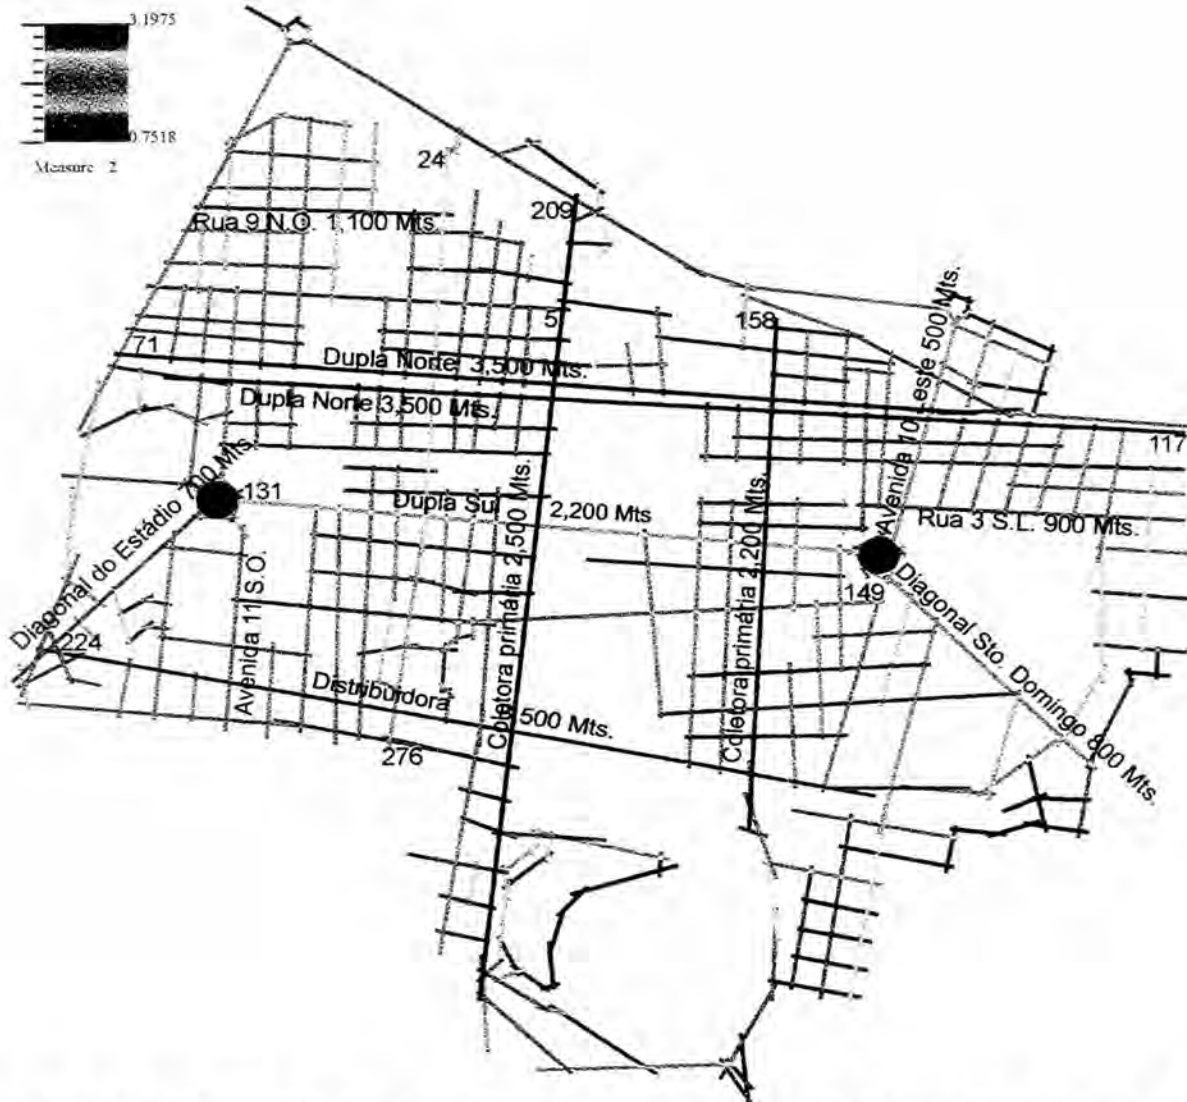 3.1975
0.7518
Measure 2
24
209
Rua 9 N.O. 1,100 Mts.
5
158
Avenida 10 - este 500 Mts.
71
Dupla Norte 3,500 Mts.
Dupla Norte 3,500 Mts.
117
Diagonal do Estádio 700 Mts.
131
Dupla Sul 2,200 Mts
Coletora primária 2,500 Mts.
Coletora primária 2,200 Mts.
Rua 3 S.L. 900 Mts.
149
Diagonal Sto. Domingo 800 Mts.
224
Avenida 11 S.O.
Distribuidora 500 Mts.
276